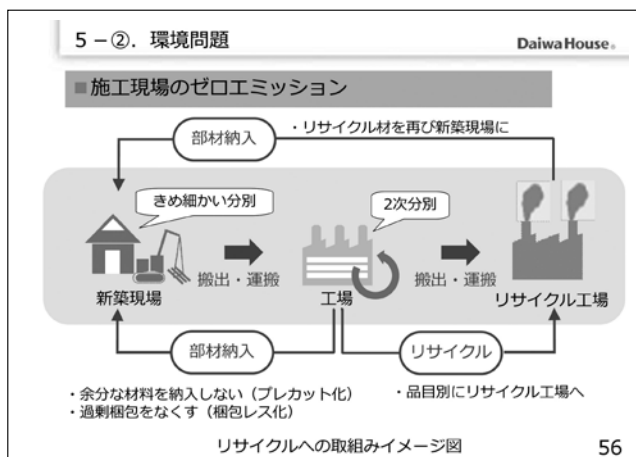 5－②．環境問題
Daiwa House®
■施工現場のゼロエミッション
部材納入
・リサイクル材を再び新築現場に
きめ細かい分別
2次分別
搬出・運搬
搬出・運搬
新築現場
工場
リサイクル工場
部材納入
リサイクル
・余分な材料を納入しない（プレカット化）
・過剰梱包をなくす（梱包レス化）
・品目別にリサイクル工場へ
リサイクルへの取組みイメージ図
56